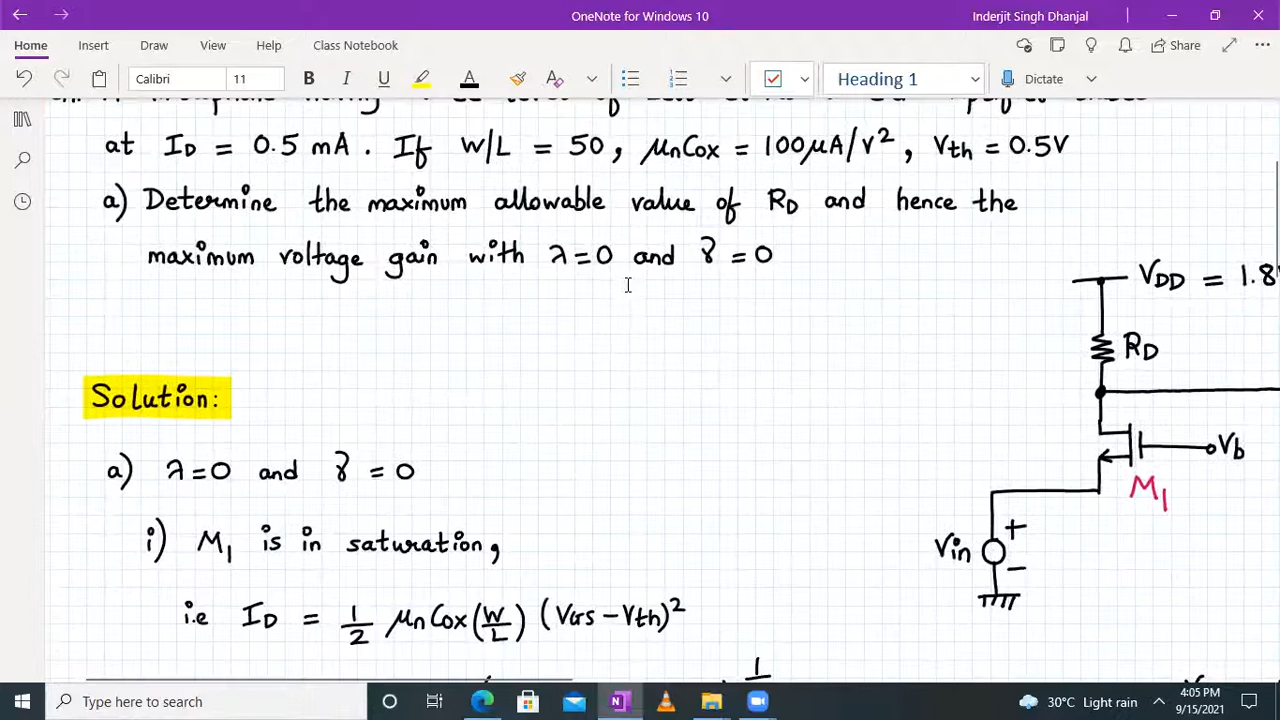 OneNote for Windows 10
Inderjit Singh Dhanjal
Home Insert Draw View Help Class Notebook
Share
Calibri 11 B I U A Heading 1 Dictate
at ID = 0.5 mA. If W/L = 50, μnCox = 100μA/V², Vth = 0.5V
a) Determine the maximum allowable value of RD and hence the
maximum voltage gain with λ=0 and γ = 0
VDD = 1.8
RD
Solution:
Vb
M1
a) λ=0 and γ = 0
i) M1 is in saturation,
Vin + −
i.e ID = 1/2 μnCox (W/L) (VGS − Vth)²
1
Type here to search
30°C Light rain
4:05 PM
9/15/2021